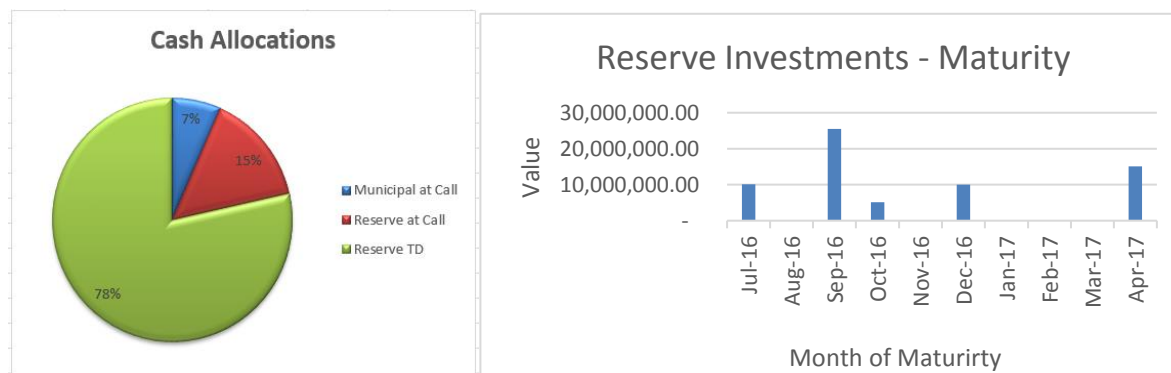 Cash Allocations
7%
15%
78%
Municipal at Call
Reserve at Call
Reserve TD
Reserve Investments - Maturity
Value
30,000,000.00
20,000,000.00
10,000,000.00
-
Jul-16
Aug-16
Sep-16
Oct-16
Nov-16
Dec-16
Jan-17
Feb-17
Mar-17
Apr-17
Month of Maturirty